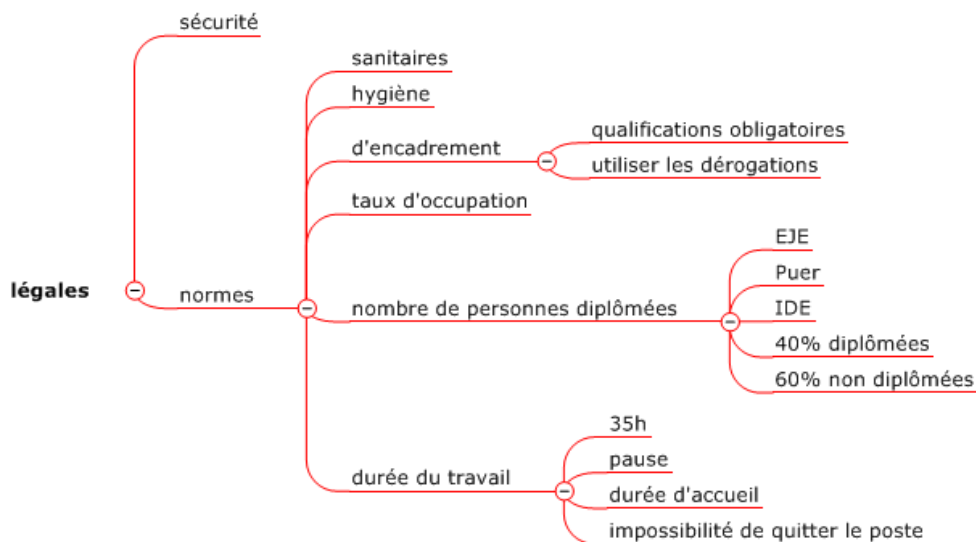 sécurité
sanitaires
hygiène
qualifications obligatoires
d'encadrement
utiliser les dérogations
taux d'occupation
EJE
Puer
légales
normes
nombre de personnes diplômées
IDE
40% diplômées
60% non diplômées
35h
pause
durée du travail
durée d'accueil
impossibilité de quitter le poste